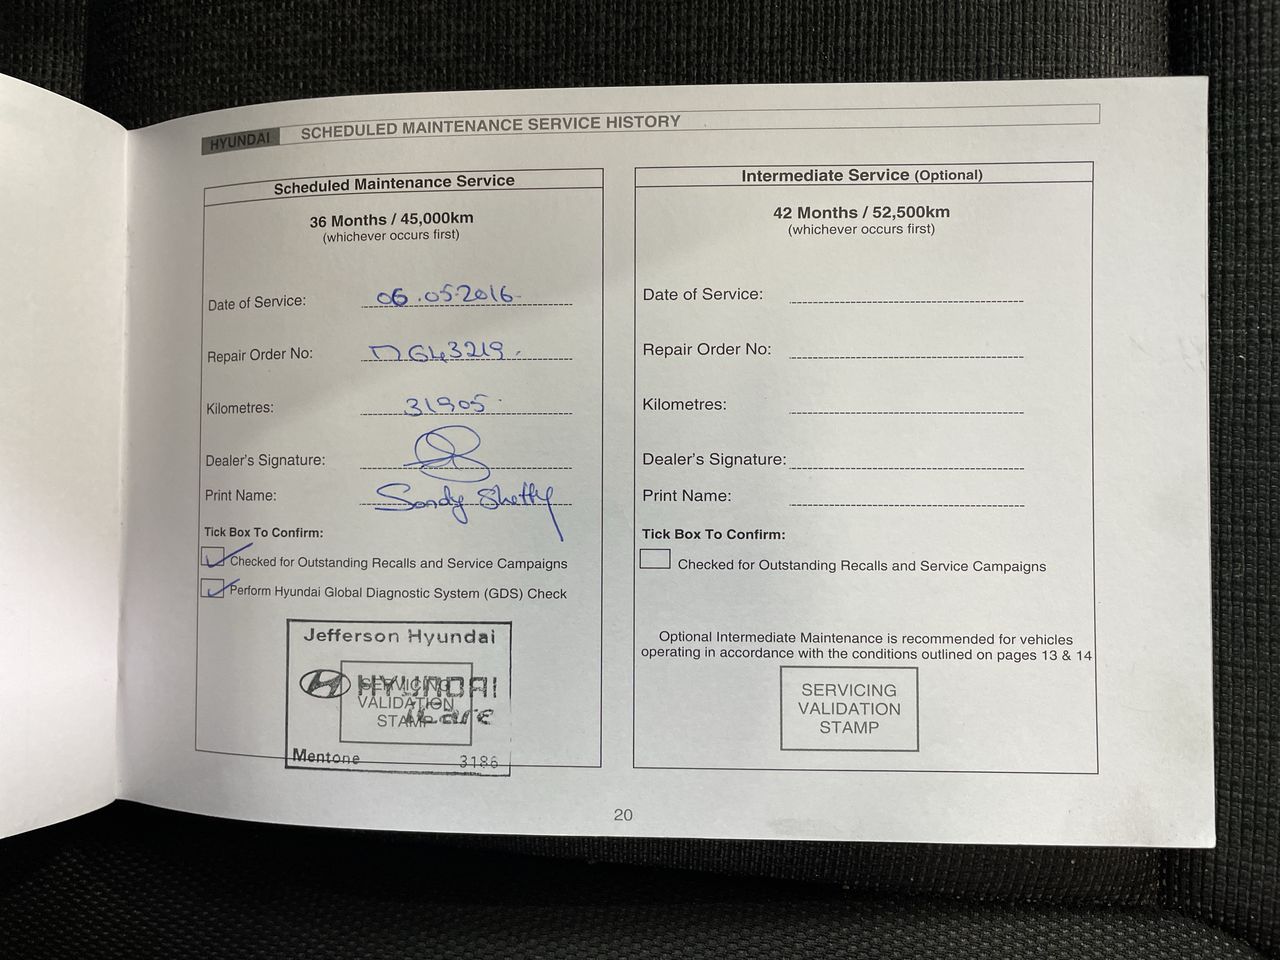 HYUNDAI SCHEDULED MAINTENANCE SERVICE HISTORY
Scheduled Maintenance Service
36 Months / 45,000km
(whichever occurs first)
Date of Service: 06.05.2016
Repair Order No:
Kilometres: 31905
Dealer's Signature:
Print Name: Sandy Shetty
Tick Box To Confirm:
Checked for Outstanding Recalls and Service Campaigns
Perform Hyundai Global Diagnostic System (GDS) Check
Jefferson Hyundai
HYUNDAI
SERVICING
VALIDATION
STAMP
Mentone 3186
Intermediate Service (Optional)
42 Months / 52,500km
(whichever occurs first)
Date of Service:
Repair Order No:
Kilometres:
Dealer's Signature:
Print Name:
Tick Box To Confirm:
Checked for Outstanding Recalls and Service Campaigns
Optional Intermediate Maintenance is recommended for vehicles
operating in accordance with the conditions outlined on pages 13 & 14
SERVICING
VALIDATION
STAMP
20